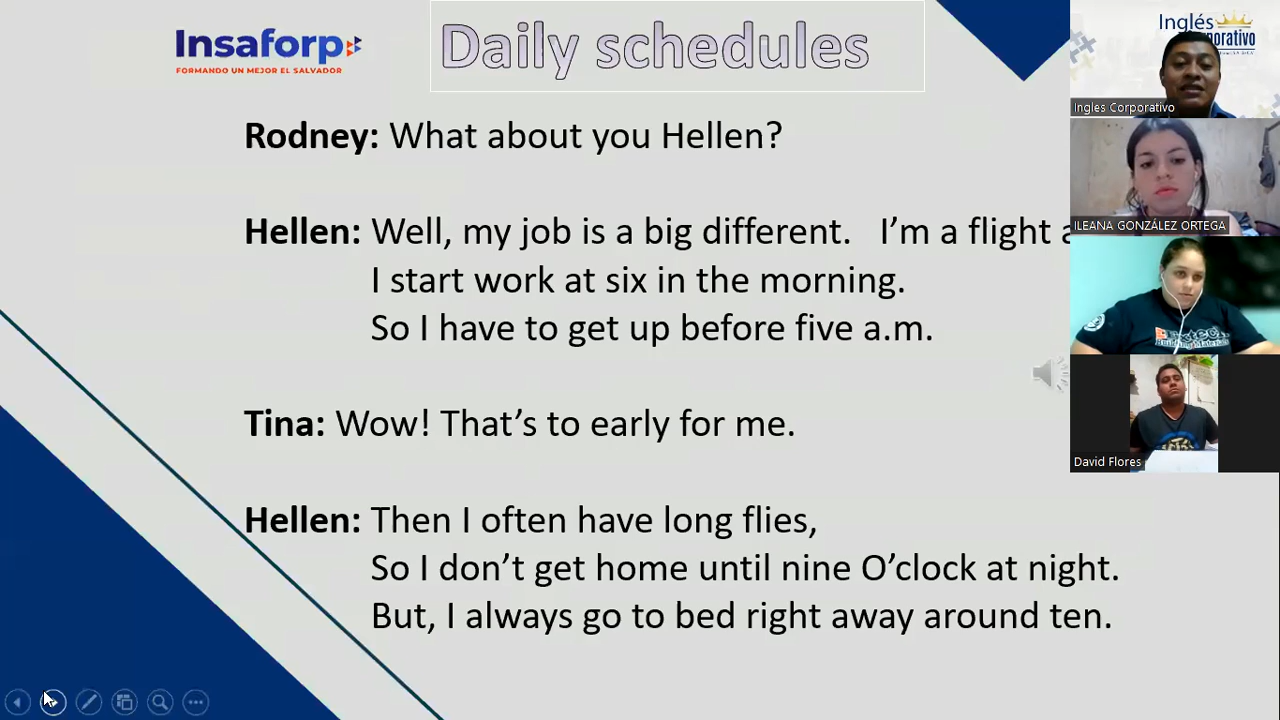 Insaforp
FORMANDO UN MEJOR EL SALVADOR
Daily schedules
Inglés
Ingles Corporativo
Rodney: What about you Hellen?
ILEANA GONZÁLEZ ORTEGA
Hellen: Well, my job is a big different. I'm a flight
I start work at six in the morning.
So I have to get up before five a.m.
Tina: Wow! That's to early for me.
David Flores
Hellen: Then I often have long flies,
So I don't get home until nine O'clock at night.
But, I always go to bed right away around ten.